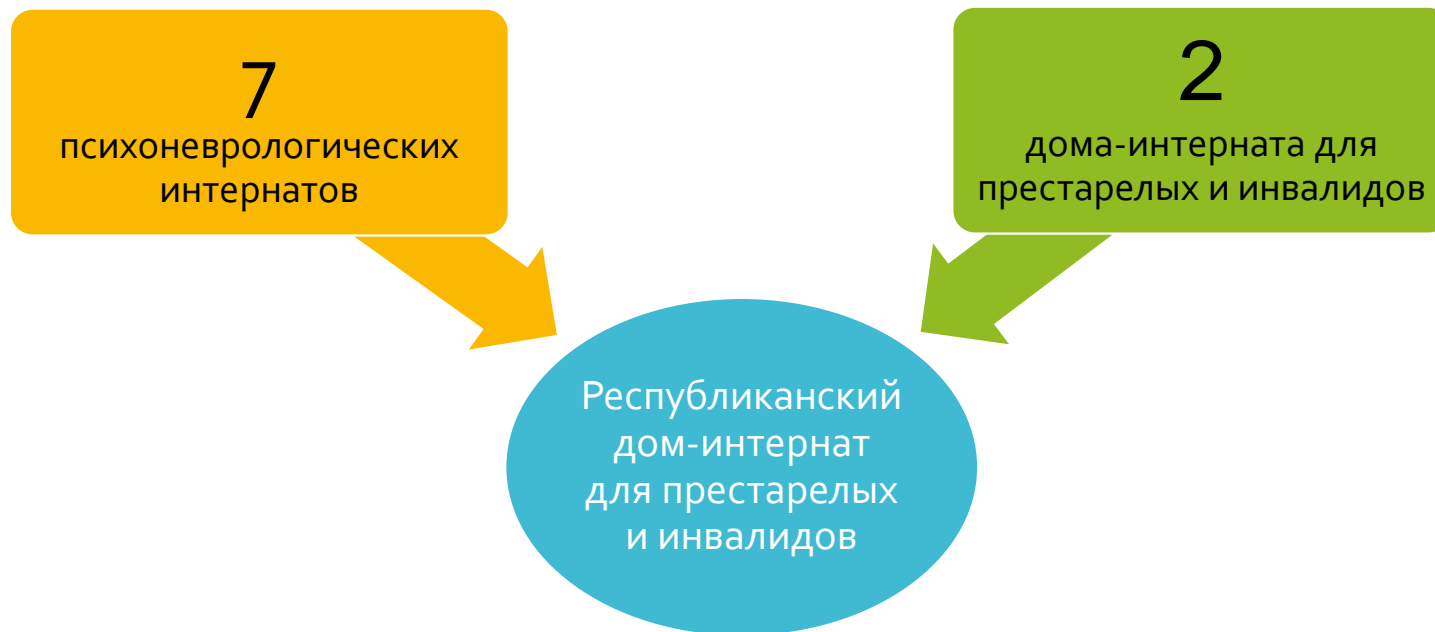 7
психоневрологических
интернатов
2
дома-интерната для
престарелых и инвалидов
Республиканский
дом-интернат
для престарелых
и инвалидов